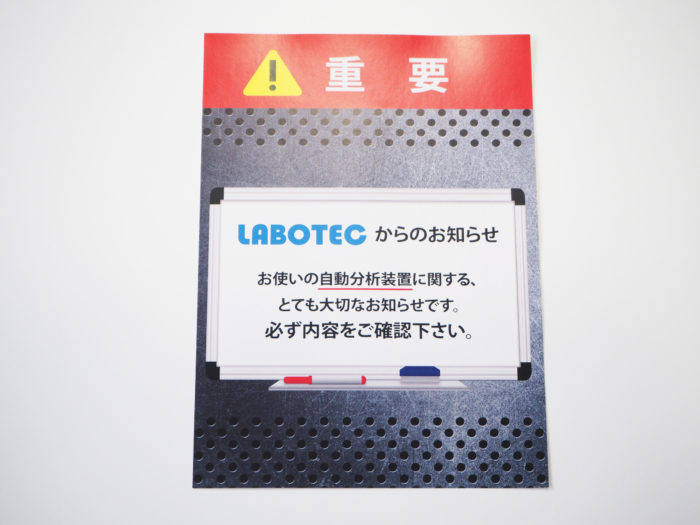 重要
LABOTEC からのお知らせ
お使いの自動分析装置に関する、
とても大切なお知らせです。
必ず内容をご確認下さい。